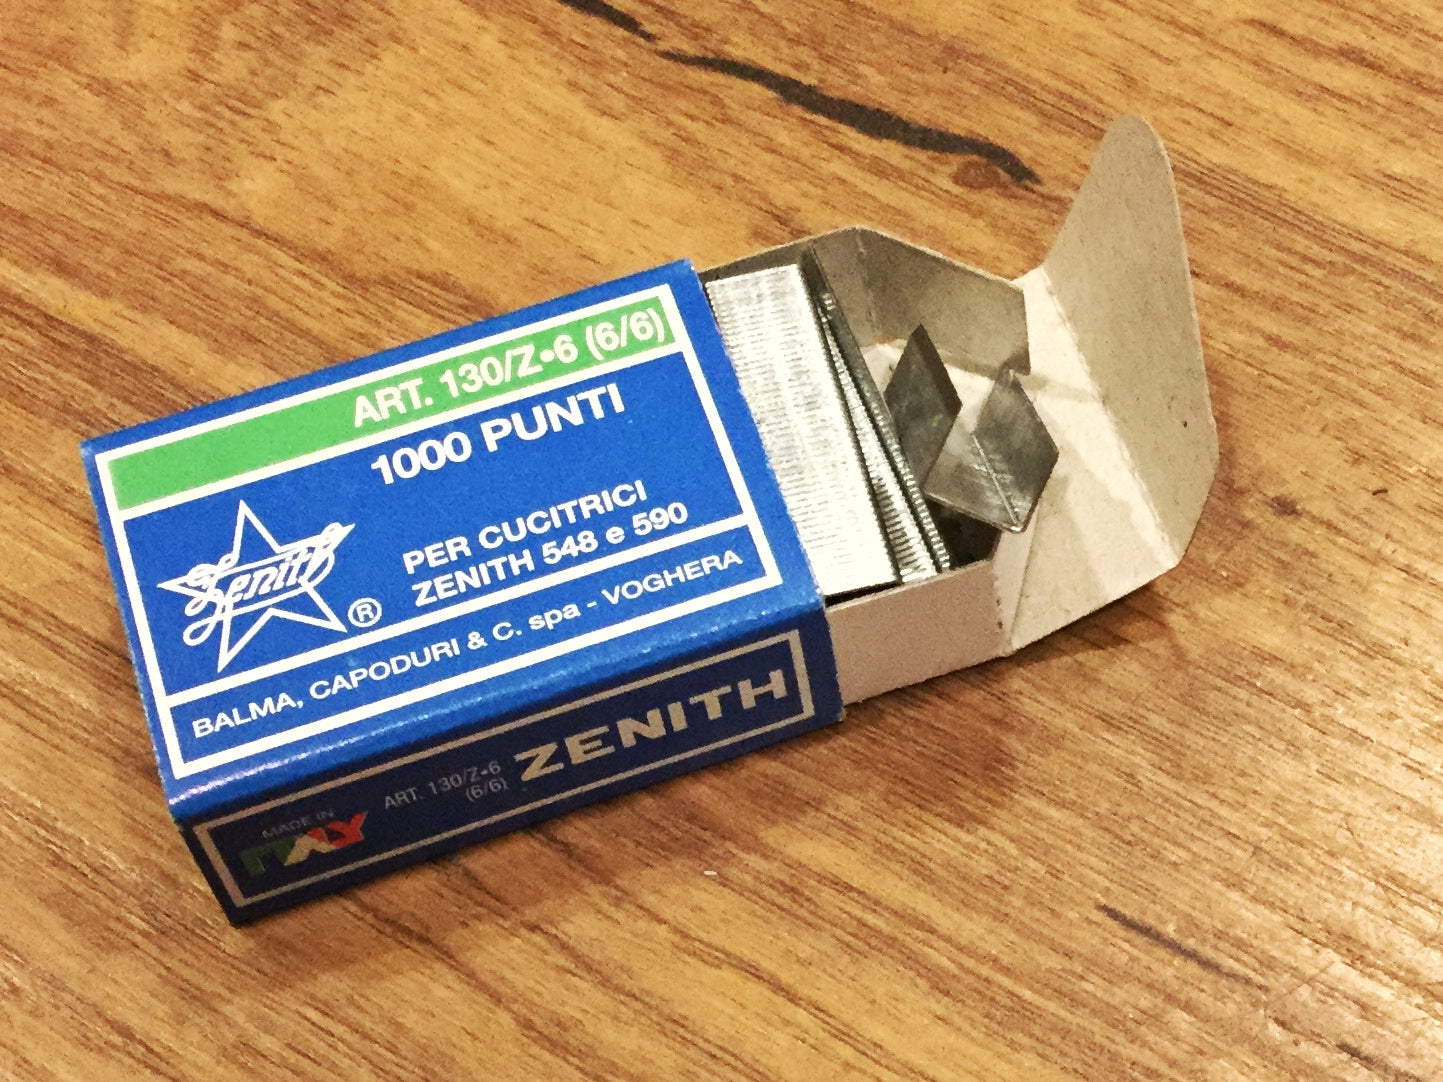 ART. 130/Z•6 (6/6)
1000 PUNTI
PER CUCITRICI
ZENITH 548 e 590
Zenith ®
BALMA, CAPODURI & C. spa - VOGHERA
MADE IN
ITALY
ART. 130/Z•6
(6/6)
ZENITH